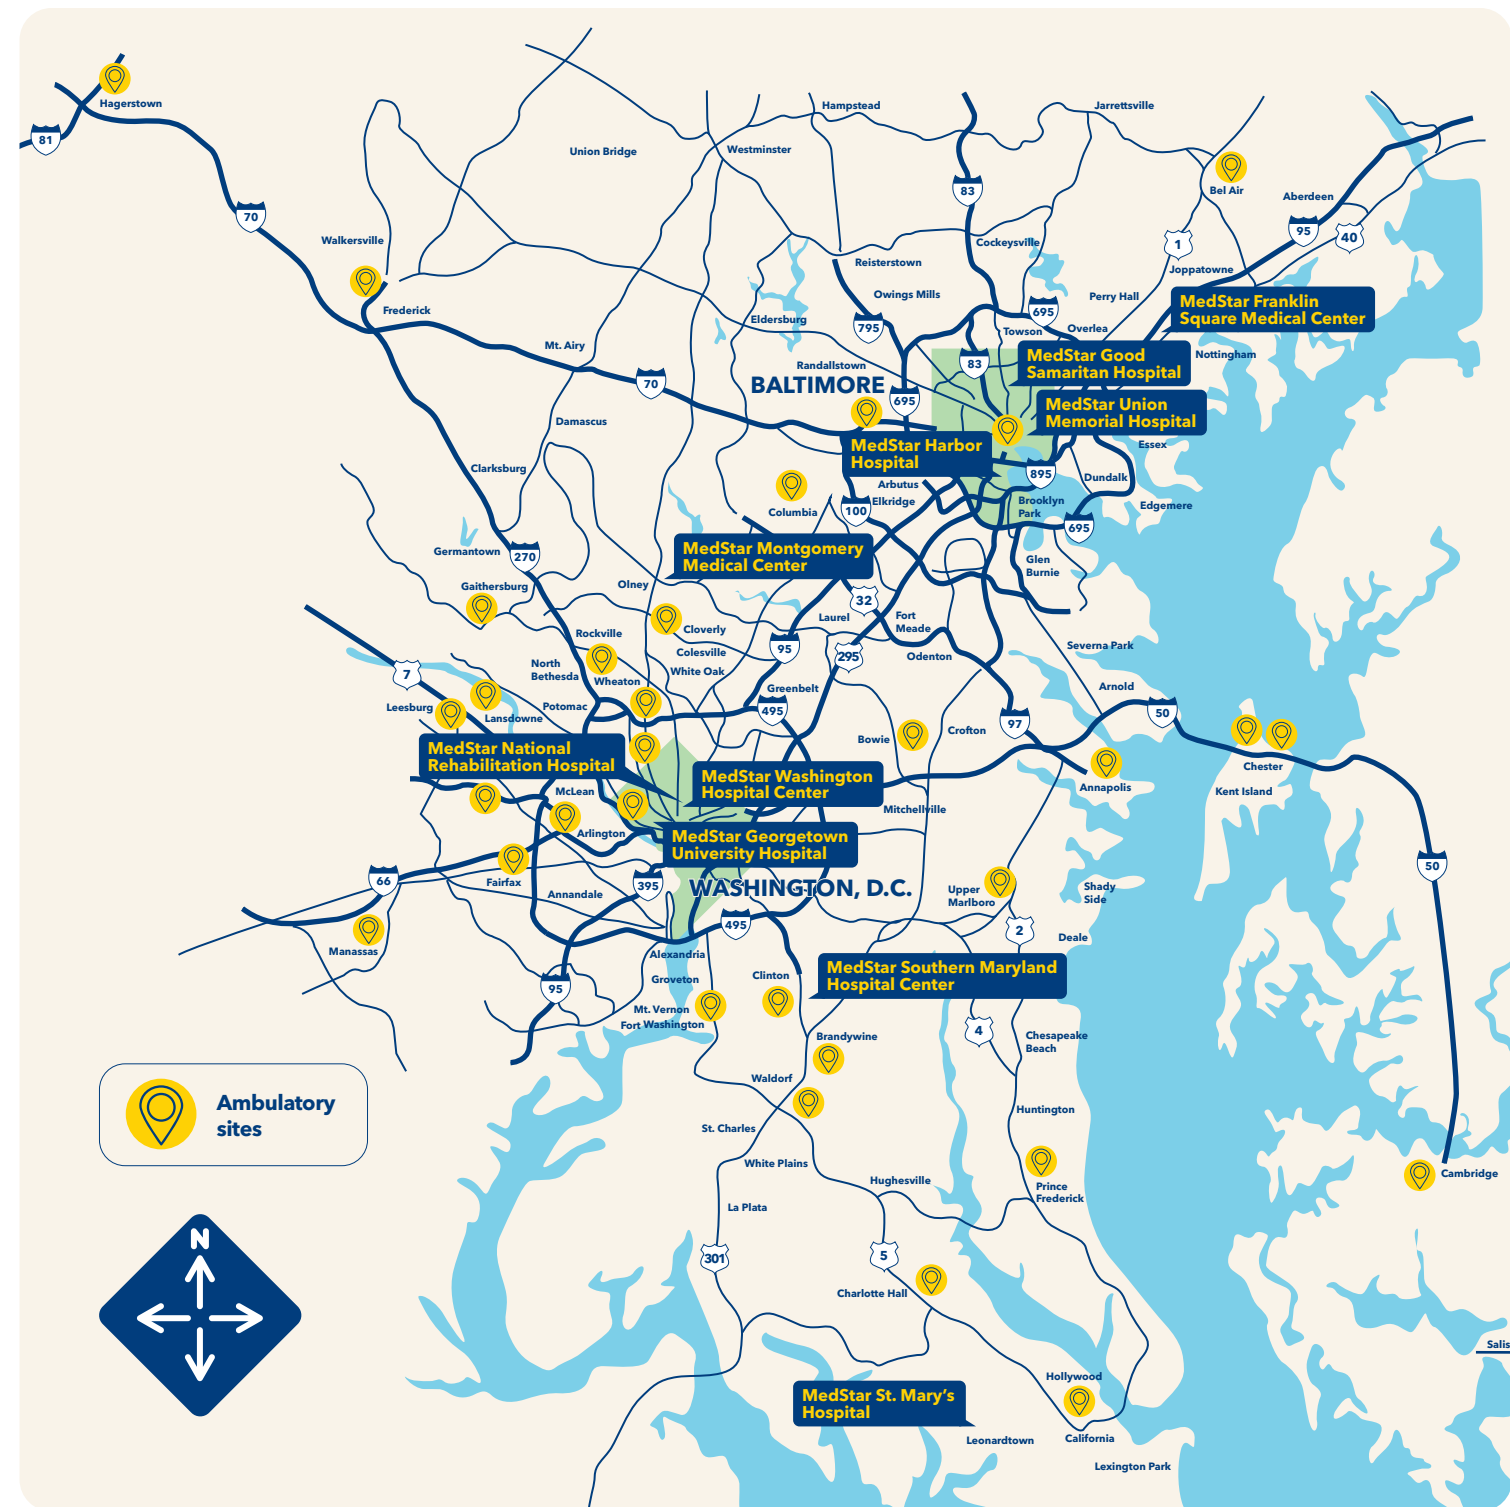 Hagerstown
81
Hampstead
Jarrettsville
Union Bridge
Westminster
Bel Air
83
Aberdeen
70
95
40
1
Walkersville
Cockeysville
Reisterstown
Joppatowne
Owings Mills
Perry Hall
Frederick
Eldersburg
795
695
Towson
Overlea
MedStar Franklin
Square Medical Center
Mt. Airy
Nottingham
Randallstown
83
MedStar Good
Samaritan Hospital
70
BALTIMORE
695
MedStar Union
Memorial Hospital
Damascus
Essex
MedStar Harbor
Hospital
Clarksburg
895
Dundalk
Arbutus
Columbia
100
Elkridge
Brooklyn
Park
Edgemere
695
Germantown
270
MedStar Montgomery
Medical Center
Glen
Burnie
Gaithersburg
Olney
32
Laurel
Fort
Meade
Rockville
Cloverly
Colesville
95
295
Odenton
Severna Park
North
Bethesda
Wheaton
White Oak
7
Greenbelt
Arnold
Leesburg
Lansdowne
Potomac
495
97
50
Bowie
Crofton
MedStar National
Rehabilitation Hospital
Chester
Annapolis
Kent Island
MedStar Washington
Hospital Center
McLean
Mitchellville
Arlington
MedStar Georgetown
University Hospital
50
66
Fairfax
395
WASHINGTON, D.C.
Annandale
Upper
Marlboro
Shady
Side
495
2
Deale
Manassas
Alexandria
Groveton
Clinton
MedStar Southern Maryland
Hospital Center
95
Mt. Vernon
Fort Washington
4
Brandywine
Chesapeake
Beach
Waldorf
Ambulatory
sites
St. Charles
Huntington
White Plains
Hughesville
Prince
Frederick
Cambridge
La Plata
N
301
5
Charlotte Hall
Salis
Hollywood
MedStar St. Mary's
Hospital
Leonardtown
California
Lexington Park